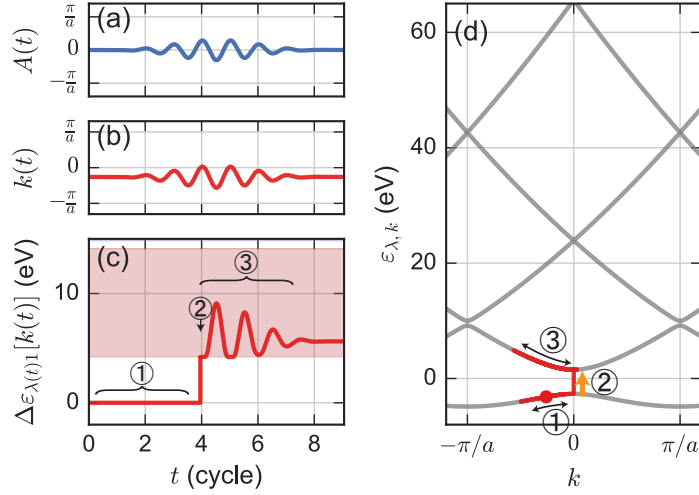 (a)
A(t)
π/a
0
−π/a
(b)
k(t)
π/a
0
−π/a
(c)
Δε_{λ(t)1}[k(t)] (eV)
10
0
①
②
③
0 2 4 6 8
t (cycle)
(d)
ε_{λ,k} (eV)
60
40
20
0
③
②
①
−π/a 0 π/a
k